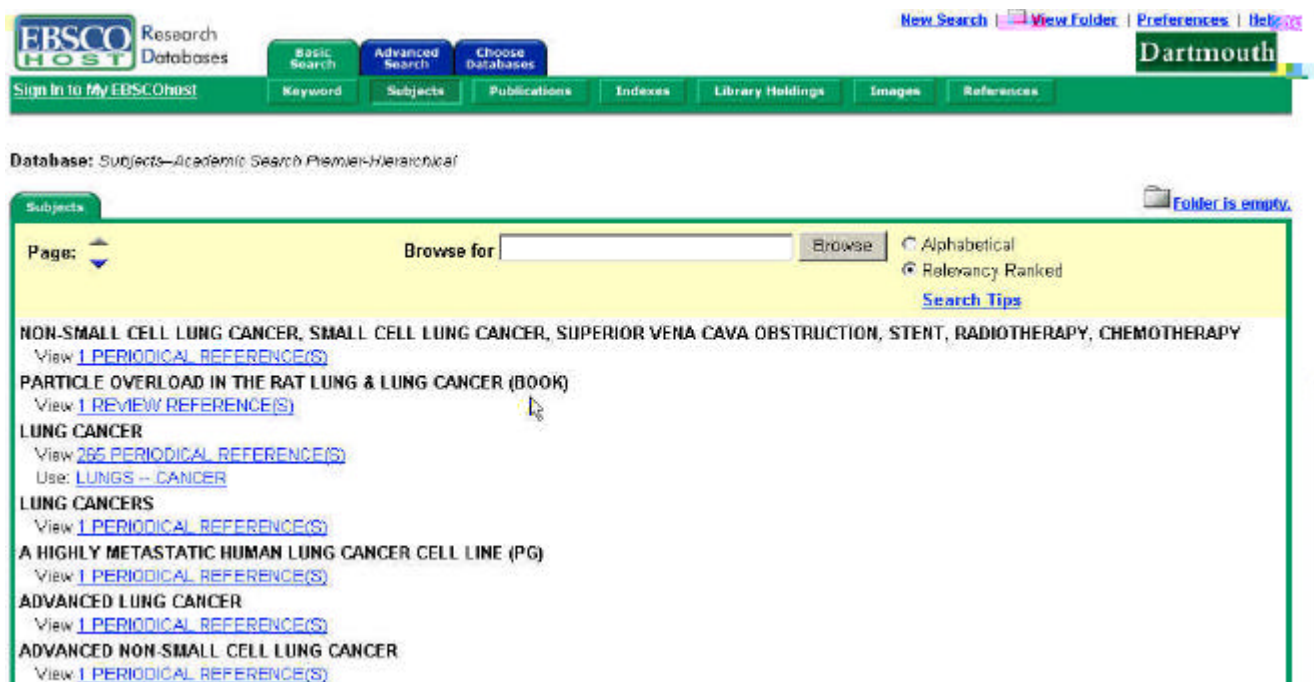 New Search | View Folder | Preferences | Help
EBSCO HOST Research Databases
Basic Search
Advanced Search
Choose Databases
Dartmouth
Sign In to My EBSCOhost
Keyword Subjects Publications Indexes Library Holdings Images References
Database: Subjects--Academic Search Premier-Hierarchical
Subjects
Folder is empty.
Page: Browse for Browse Alphabetical
Relevancy Ranked
Search Tips
NON-SMALL CELL LUNG CANCER, SMALL CELL LUNG CANCER, SUPERIOR VENA CAVA OBSTRUCTION, STENT, RADIOTHERAPY, CHEMOTHERAPY
View 1 PERIODICAL REFERENCE(S)
PARTICLE OVERLOAD IN THE RAT LUNG & LUNG CANCER (BOOK)
View 1 REVIEW REFERENCE(S)
LUNG CANCER
View 265 PERIODICAL REFERENCE(S)
Use: LUNGS -- CANCER
LUNG CANCERS
View 1 PERIODICAL REFERENCE(S)
A HIGHLY METASTATIC HUMAN LUNG CANCER CELL LINE (PG)
View 1 PERIODICAL REFERENCE(S)
ADVANCED LUNG CANCER
View 1 PERIODICAL REFERENCE(S)
ADVANCED NON-SMALL CELL LUNG CANCER
View 1 PERIODICAL REFERENCE(S)